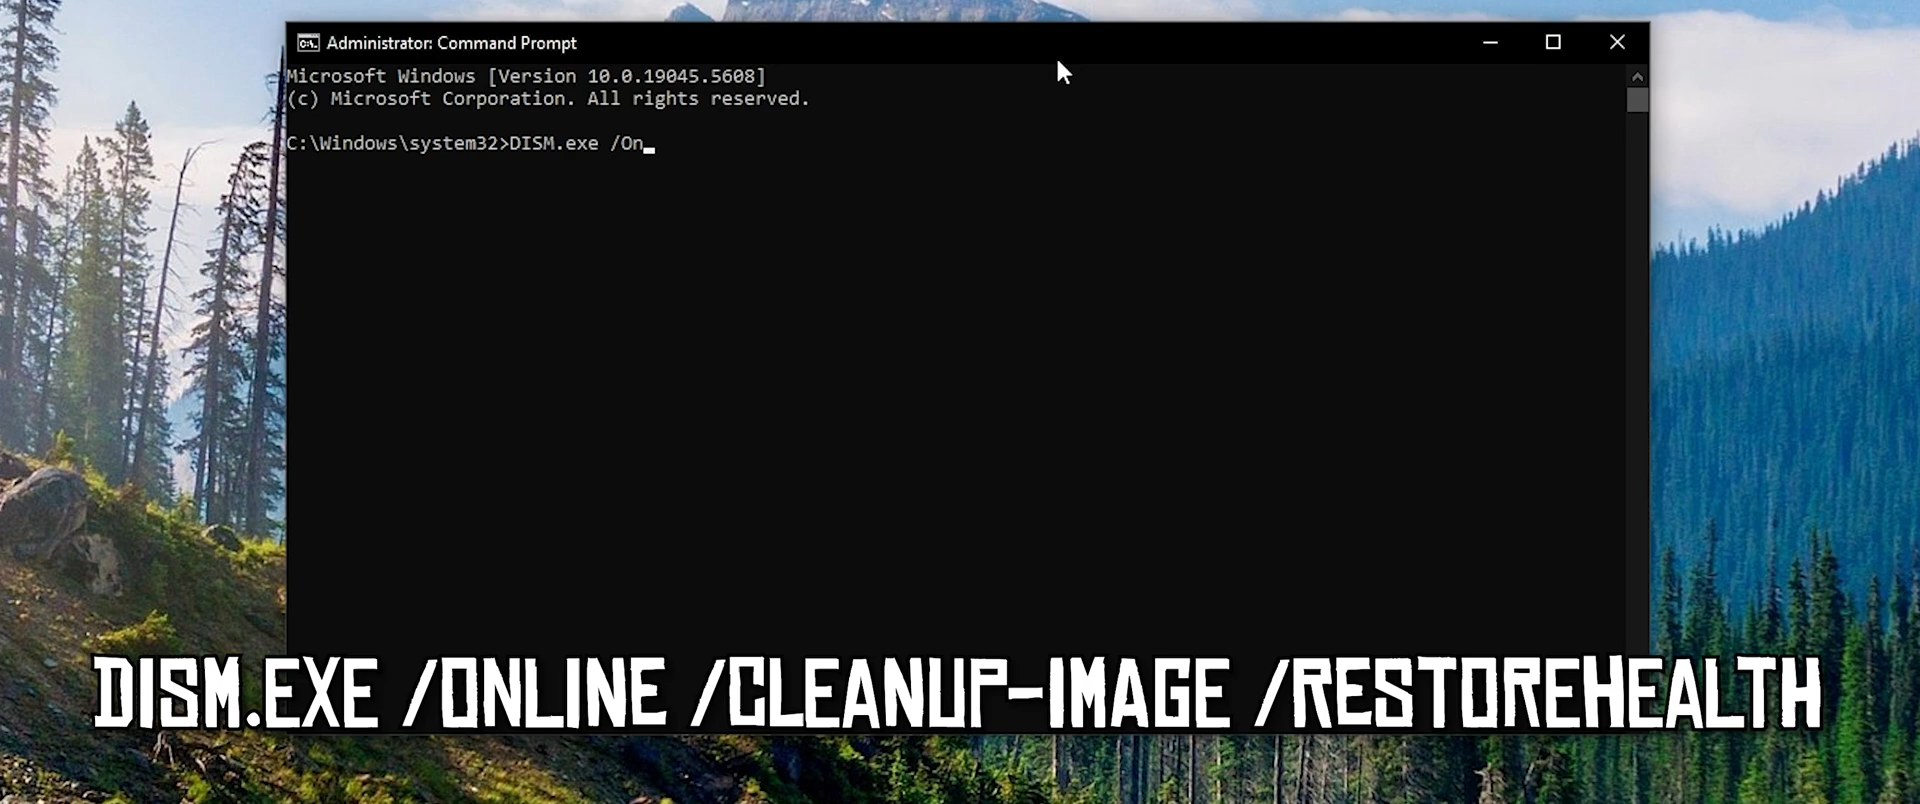 Administrator: Command Prompt
Microsoft Windows [Version 10.0.19045.5608]
(c) Microsoft Corporation. All rights reserved.
C:\Windows\system32>DISM.exe /On
DISM.EXE /ONLINE /CLEANUP-IMAGE /RESTOREHEALTH